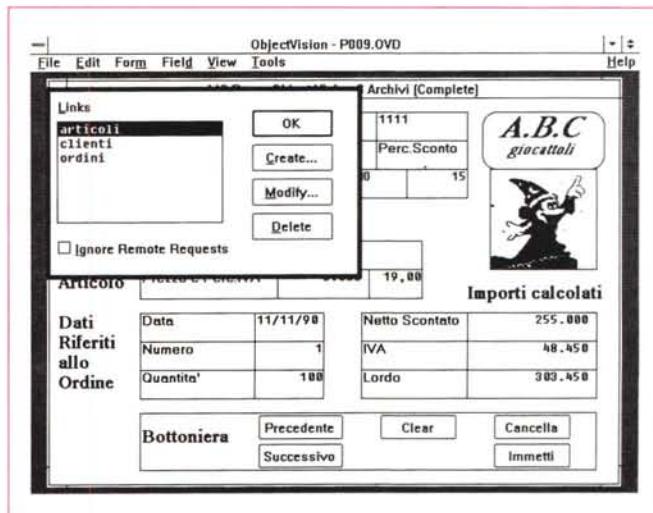 ObjectVision - P009.OVD
File Edit Form Field View Tools Help
Archivi (Complete)
Links
articoli
clienti
ordini
Ignore Remote Requests
OK
Create...
Modify...
Delete
1111
Perc.Sconto
15
A.B.C
giocattoli
Articolo
19,00
Importi calcolati
Dati
Riferiti
allo
Ordine
Data 11/11/90
Numero 1
Quantita' 100
Netto Scontato 255.000
IVA 48.450
Lordo 303.450
Bottoniera
Precedente Clear Cancella
Successivo Immetti